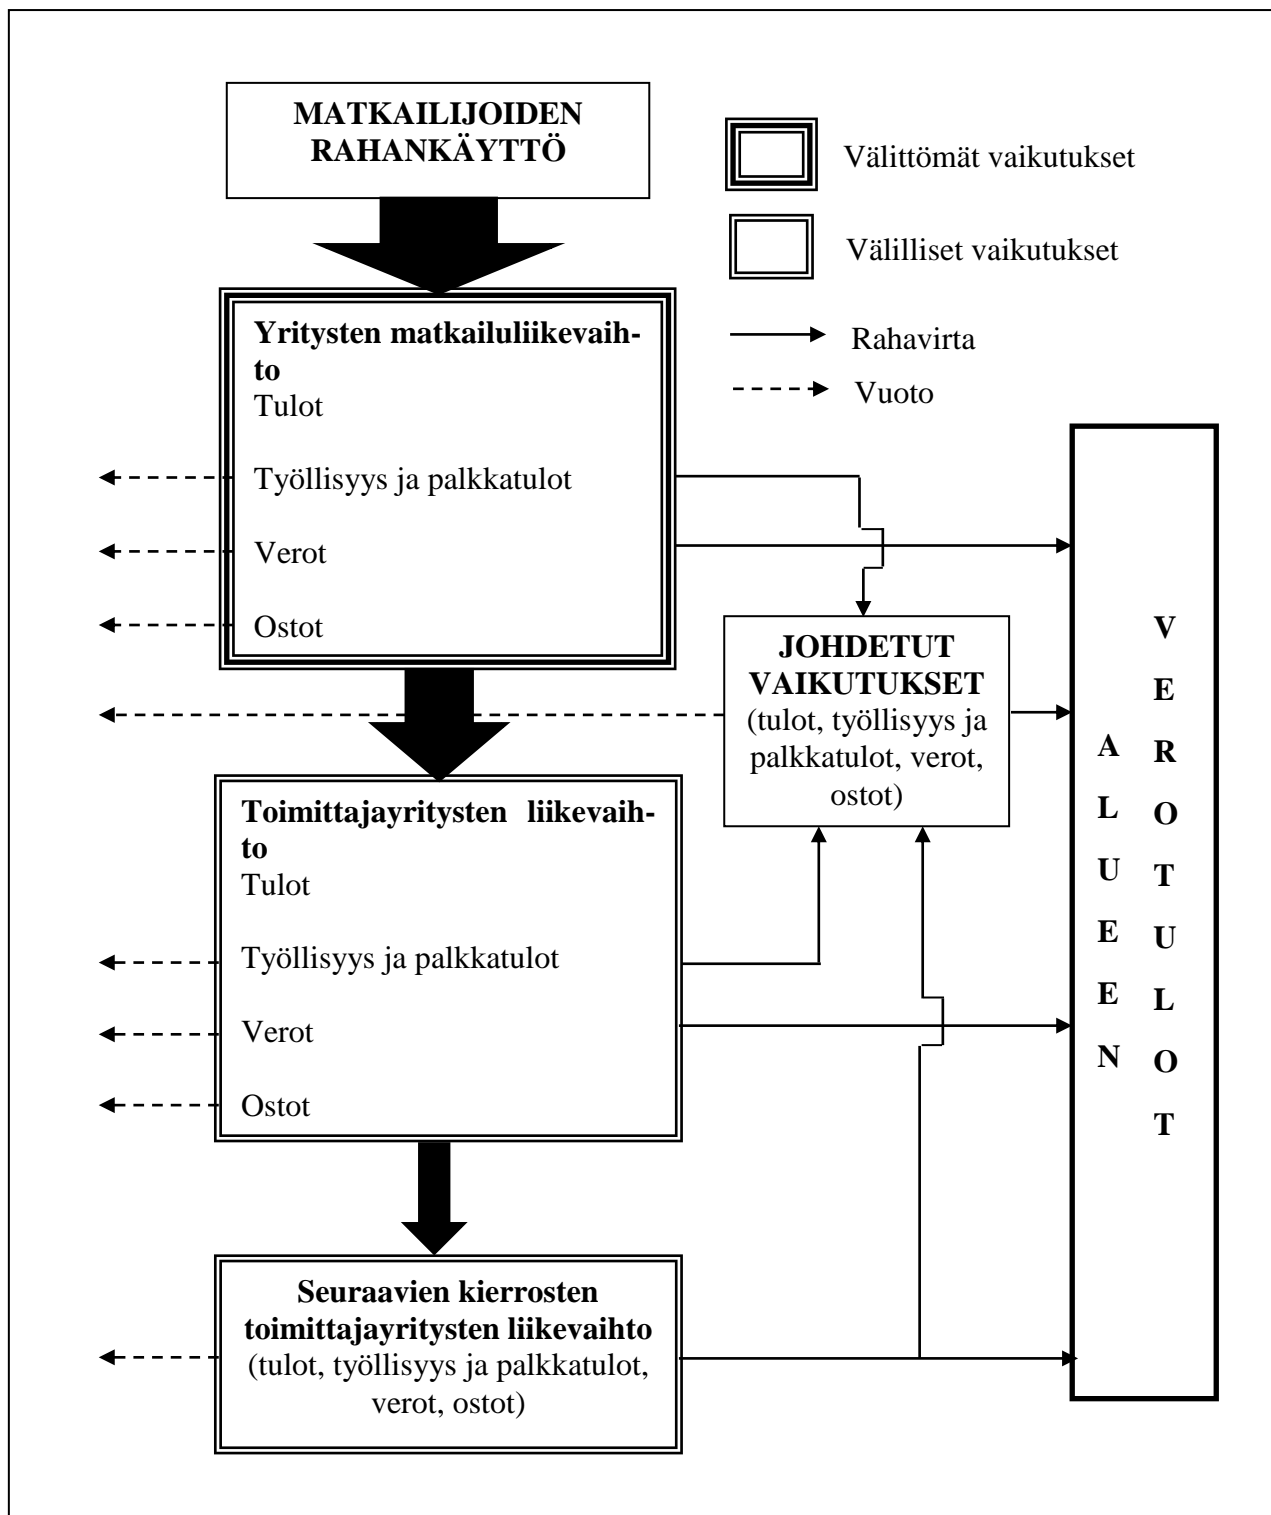 MATKAILIJOIDEN
RAHANKÄYTTÖ
Välittömät vaikutukset
Välilliset vaikutukset
Rahavirta
Vuoto
Yritysten matkailuliikevaih-
to
Tulot
Työllisyys ja palkkatulot
Verot
Ostot
JOHDETUT
VAIKUTUKSET
(tulot, työllisyys ja
palkkatulot, verot,
ostot)
Toimittajayritysten liikevaih-
to
Tulot
Työllisyys ja palkkatulot
Verot
Ostot
Seuraavien kierrosten
toimittajayritysten liikevaihto
(tulot, työllisyys ja palkkatulot,
verot, ostot)
ALUEEN
VEROTULOT